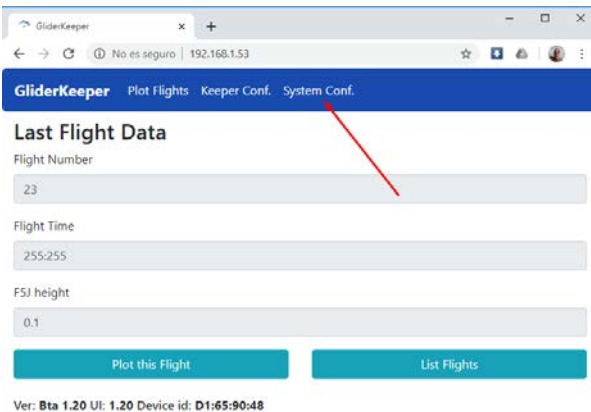 GliderKeeper
No es seguro | 192.168.1.53
GliderKeeper Plot Flights Keeper Conf. System Conf.
Last Flight Data
Flight Number
23
Flight Time
255:255
F5J height
0.1
Plot this Flight List Flights
Ver: Bta 1.20 UI: 1.20 Device id: D1:65:90:48